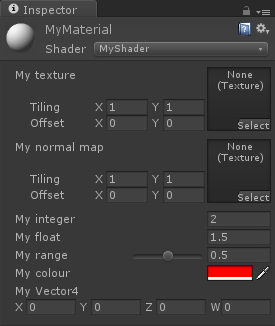 Inspector
MyMaterial
Shader MyShader
My texture
None
(Texture)
Tiling X 1 Y 1
Offset X 0 Y 0
Select
My normal map
None
(Texture)
Tiling X 1 Y 1
Offset X 0 Y 0
Select
My integer 2
My float 1.5
My range 0.5
My colour
My Vector4
X 0 Y 0 Z 0 W 0